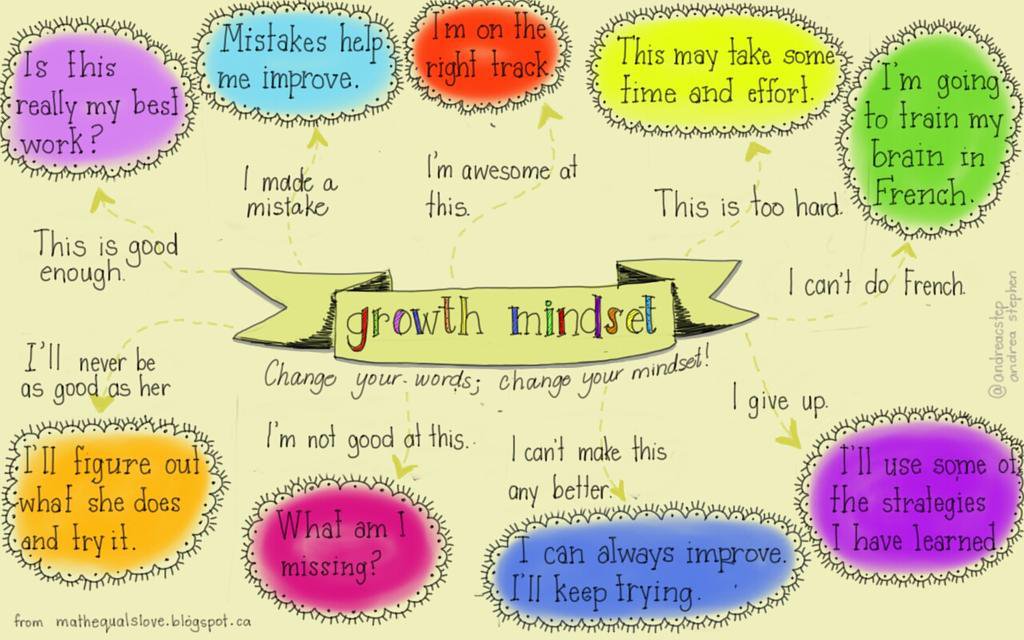 Is this
really my best
work?
Mistakes help
me improve.
I'm on the
right track.
This may take some
time and effort.
I'm going
to train my
brain in
French.
This is good
enough.
I made a
mistake
I'm awesome at
this.
This is too hard.
I can't do French.
growth mindset
Change your words; change your mindset!
I'll never be
as good as her
I'm not good at this.
I can't make this
any better.
I give up.
I'll figure out
what she does
and try it.
What am I
missing?
I can always improve.
I'll keep trying.
I'll use some of
the strategies
I have learned
@andreacstep
andrea stephen
from mathequalslove.blogspot.ca